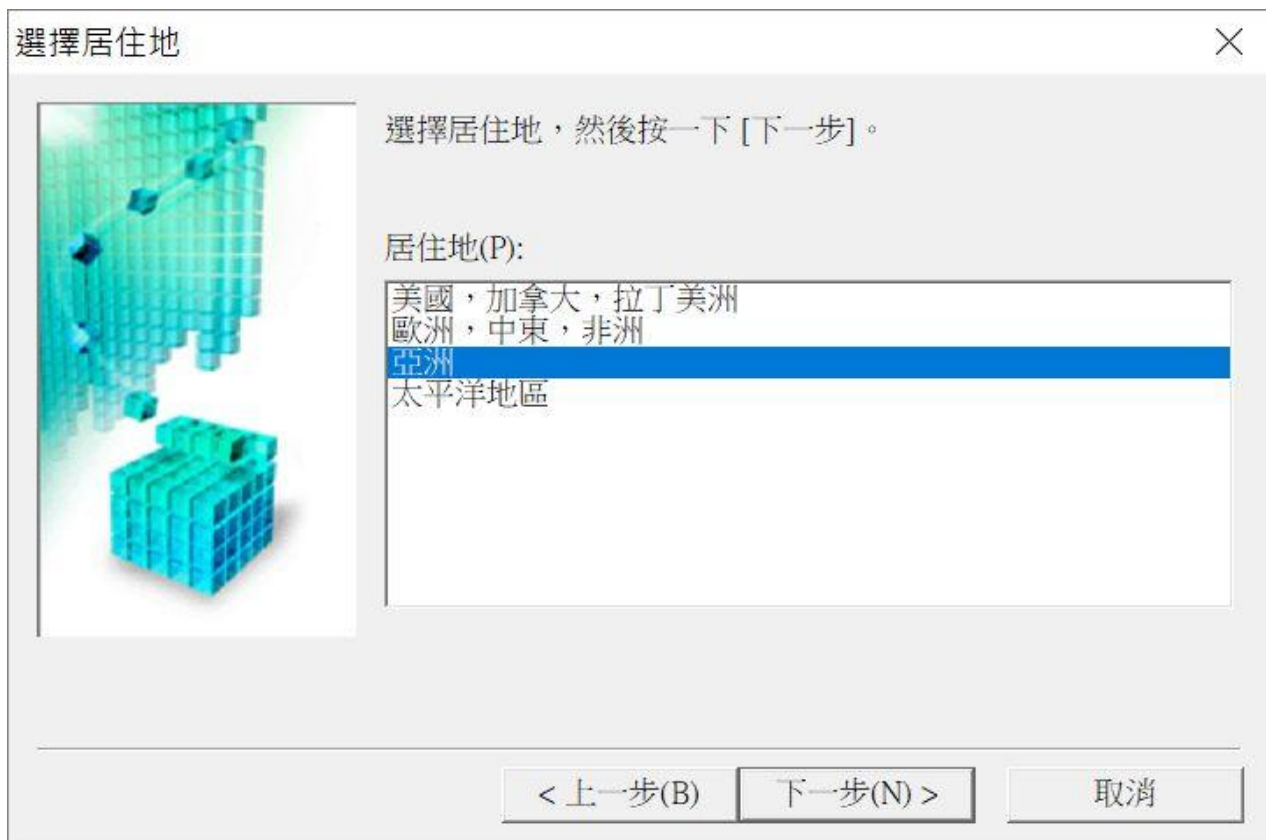 選擇居住地
選擇居住地，然後按一下 [下一步]。
居住地(P):
美國，加拿大，拉丁美洲
歐洲，中東，非洲
亞洲
太平洋地區
< 上一步(B)
下一步(N) >
取消